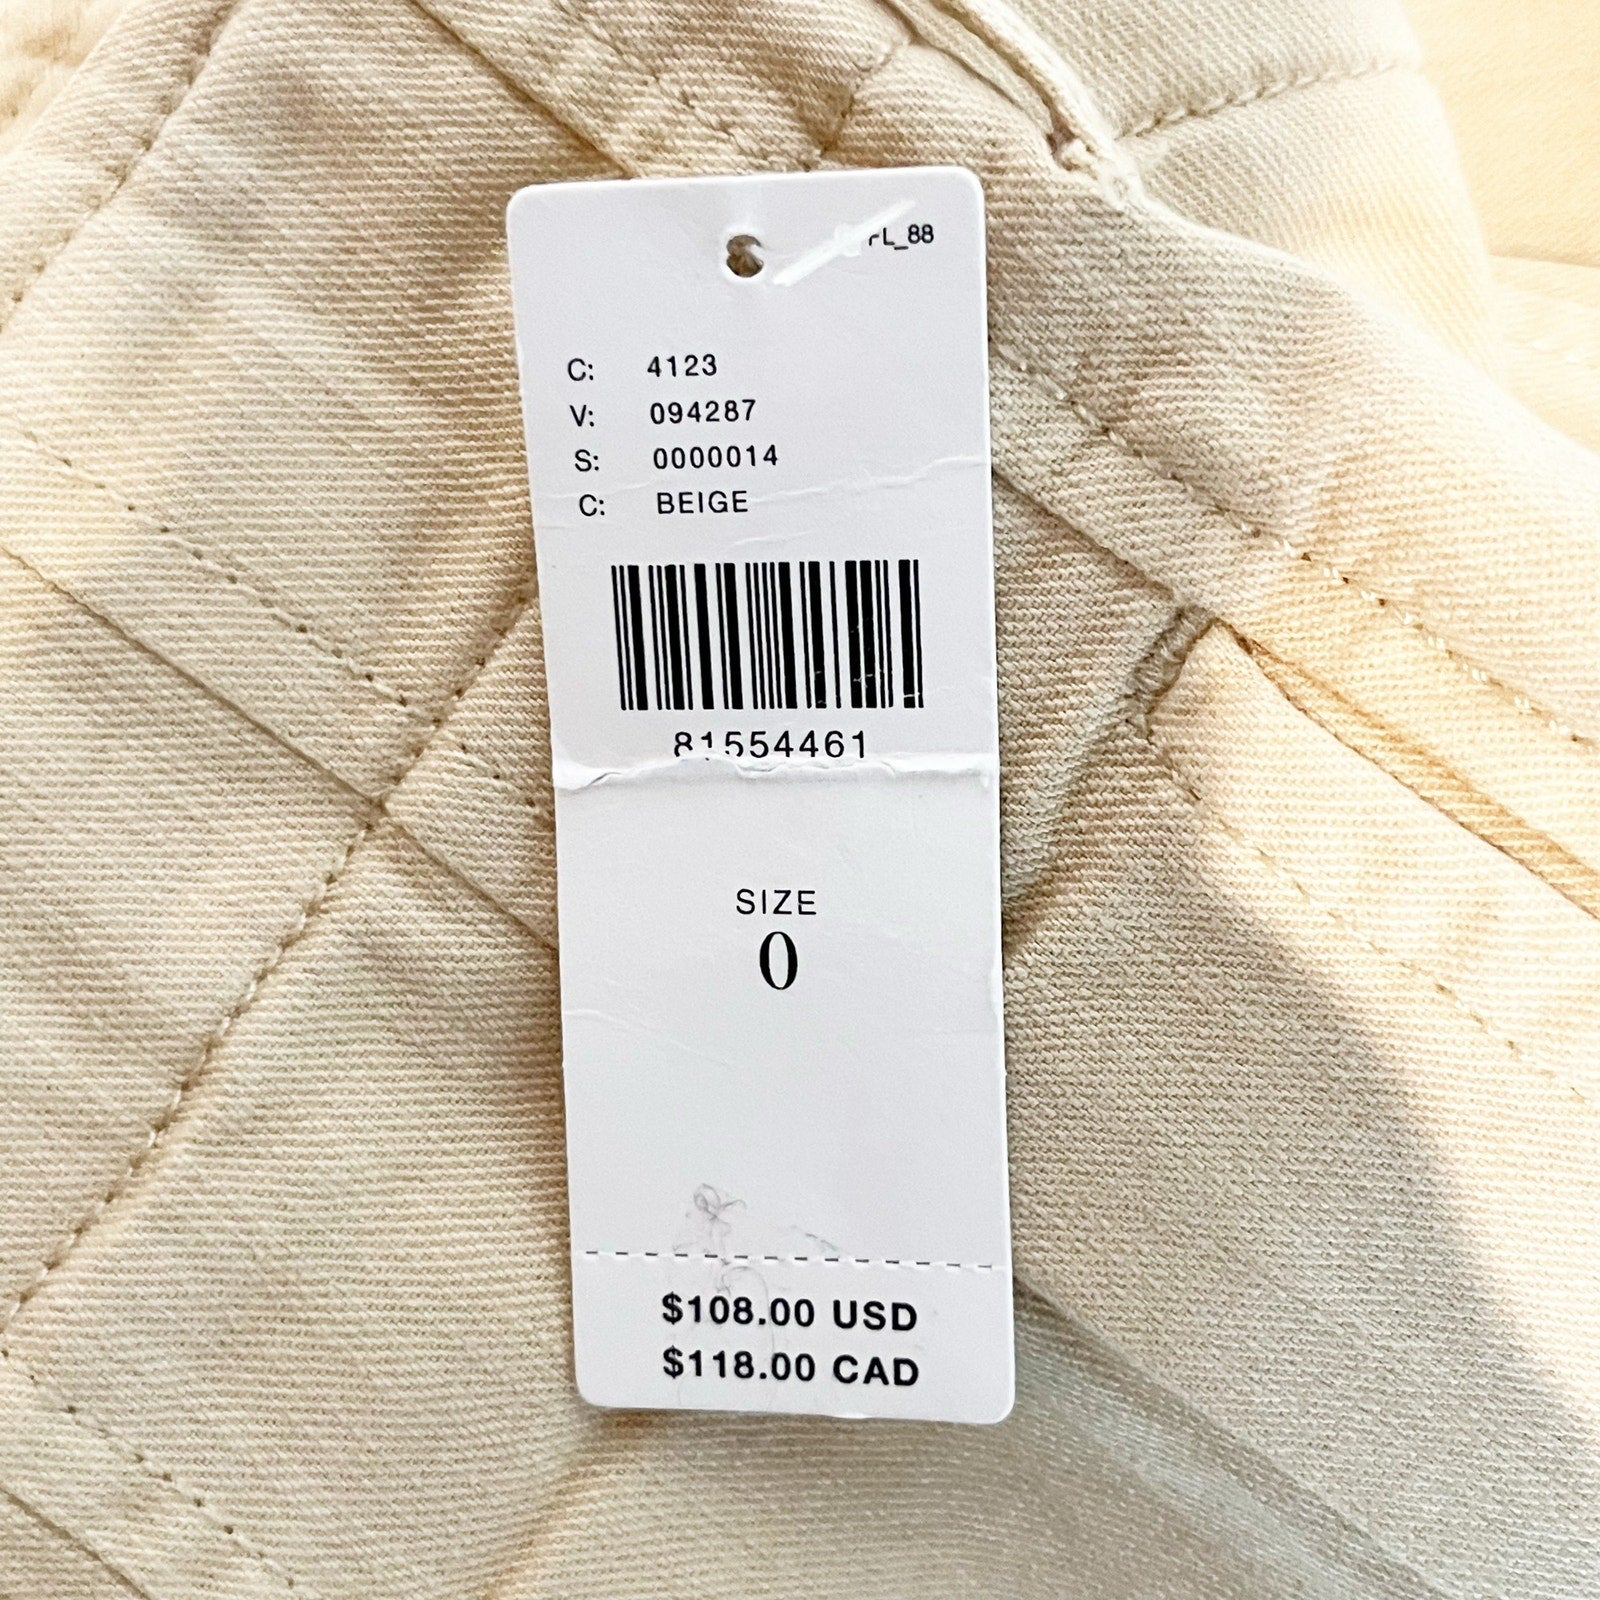 FL_88
C: 4123
V: 094287
S: 0000014
C: BEIGE
81554461
SIZE
0
$108.00 USD
$118.00 CAD